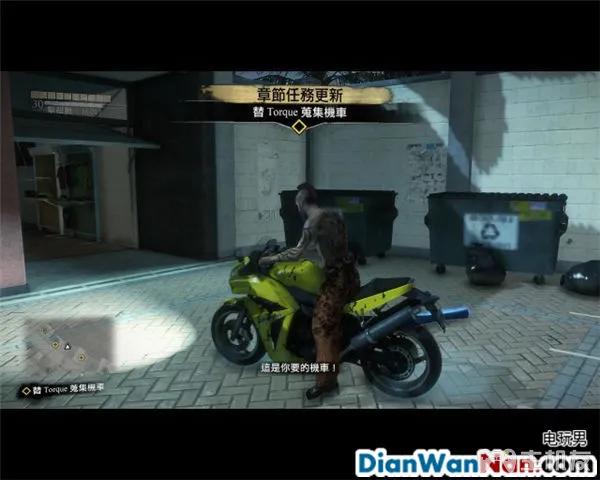 章節任務更新
替 Torque 蒐集機車
30
替 Torque 蒐集機車
這是你要的機車！
电玩男
DianWanNan.com